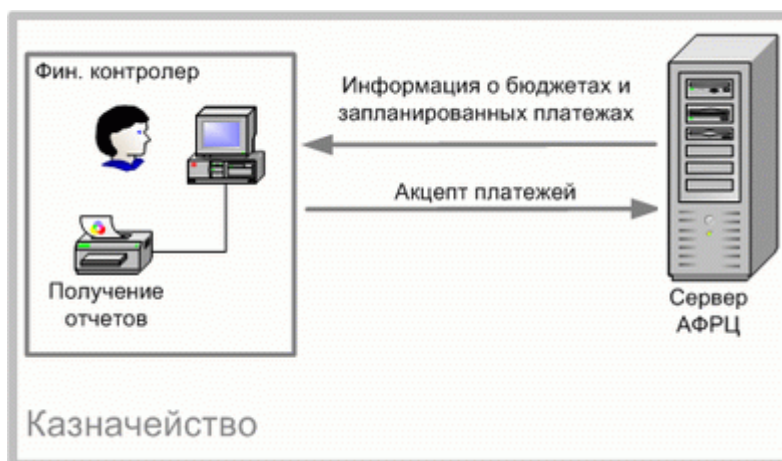 Фин. контролер
Информация о бюджетах и
запланированных платежах
Акцепт платежей
Получение
отчетов
Сервер
АФРЦ
Казначейство